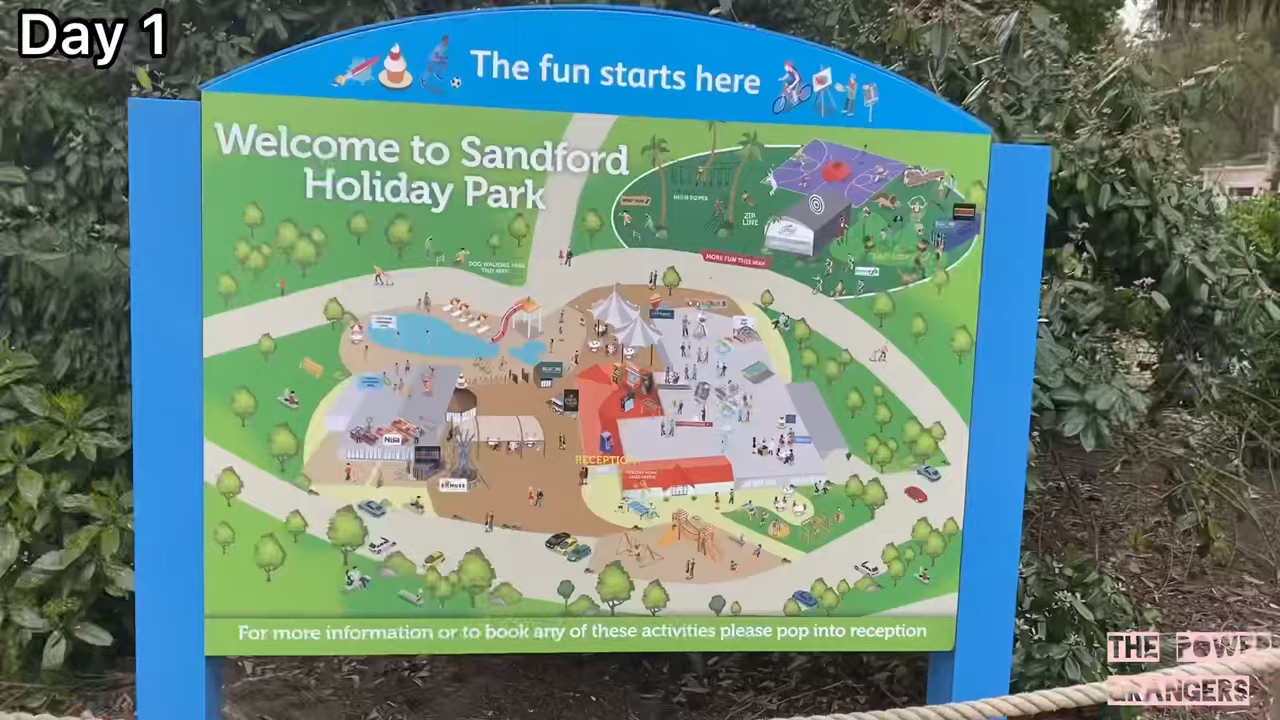 Day 1
The fun starts here
Welcome to Sandford
Holiday Park
ZIP
LINE
MORE FUN THIS WAY
DOG WALKING AREA
THIS WAY
Nisa
RECEPTION
For more information or to book any of these activities please pop into reception
THE POWER
GRANGERS